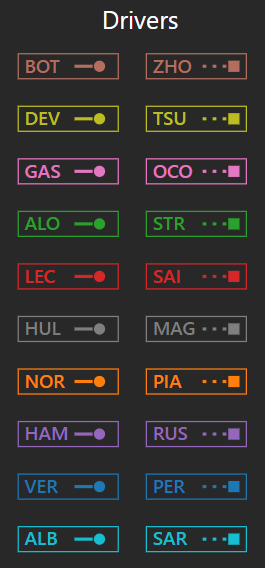 Drivers
BOT ZHO
DEV TSU
GAS OCO
ALO STR
LEC SAI
HUL MAG
NOR PIA
HAM RUS
VER PER
ALB SAR